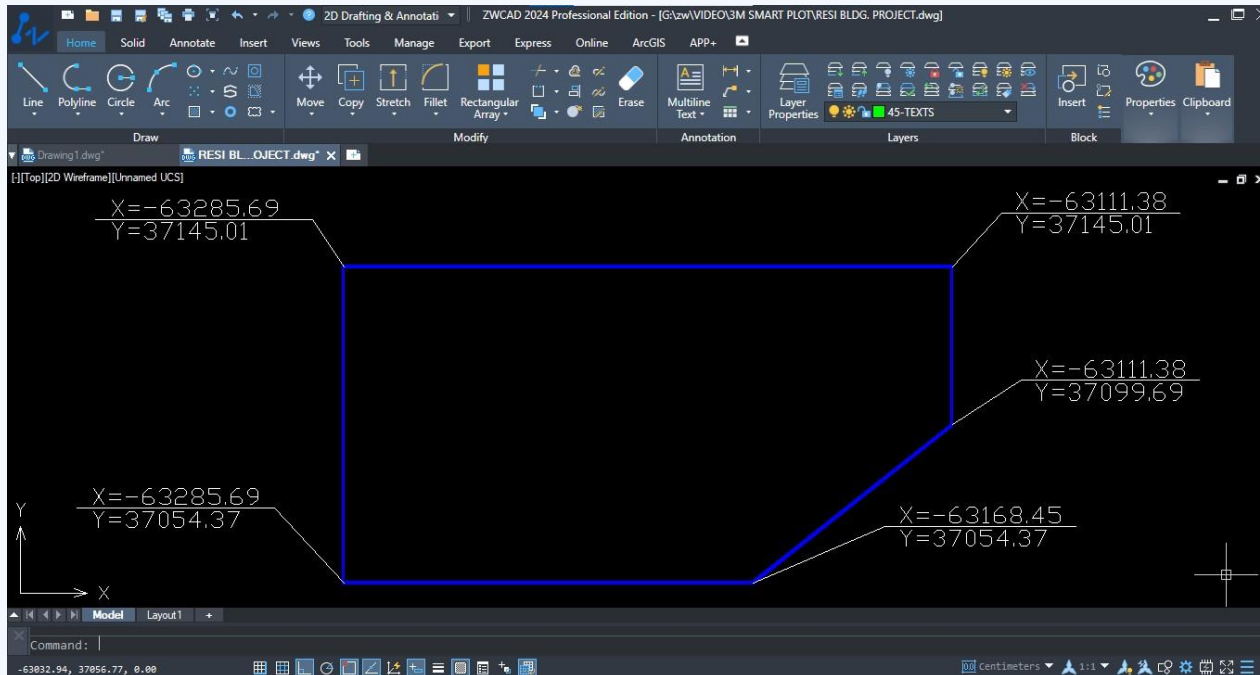 2D Drafting & Annotati
ZWCAD 2024 Professional Edition - [G:\zw\VIDEO\3M SMART PLOT\RESI BLDG. PROJECT.dwg]
Home Solid Annotate Insert Views Tools Manage Export Express Online ArcGIS APP+
Line Polyline Circle Arc
Move Copy Stretch Fillet Rectangular Array Erase
Multiline Text
Layer Properties
45-TEXTS
Insert
Properties Clipboard
Draw Modify Annotation Layers Block
Drawing1.dwg* RESI BL...OJECT.dwg*
[-][Top][2D Wireframe][Unnamed UCS]
X=-63285.69
Y=37145.01
X=-63111.38
Y=37145.01
X=-63111.38
Y=37099.69
X=-63285.69
Y=37054.37
X=-63168.45
Y=37054.37
Y
X
Model Layout1 +
Command:
-63032.94, 37056.77, 0.00
Centimeters 1:1